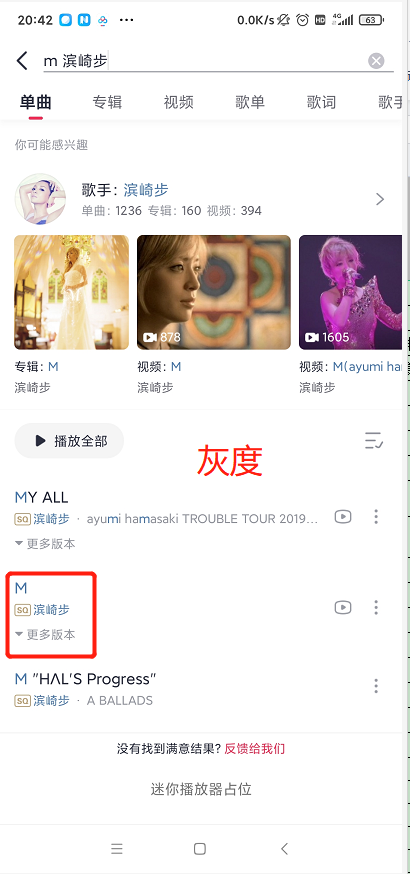 20:42
0.0K/s
4G
63
m 滨崎步
单曲 专辑 视频 歌单 歌词 歌手
你可能感兴趣
歌手：滨崎步
单曲：1236 专辑：160 视频：394
878
1605
专辑：M
滨崎步
视频：M
滨崎步
视频：M(ayumi ha
滨崎步
播放全部
灰度
MY ALL
SQ 滨崎步 · ayumi hamasaki TROUBLE TOUR 2019...
更多版本
M
SQ 滨崎步
更多版本
M "HΛL'S Progress"
SQ 滨崎步 · A BALLADS
没有找到满意结果？反馈给我们
迷你播放器占位